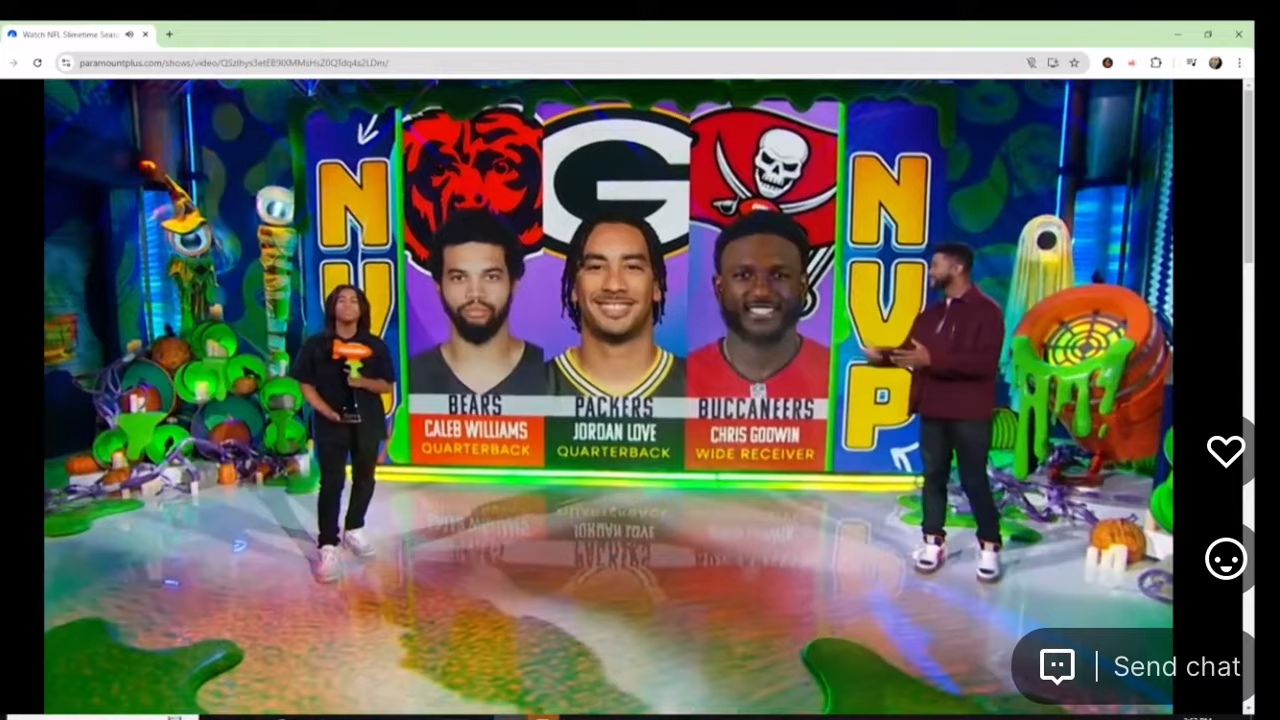 Watch NFL Slimetime Seas
paramountplus.com/shows/video/
NVP
G
NVP
BEARS
CALEB WILLIAMS
QUARTERBACK
PACKERS
JORDAN LOVE
QUARTERBACK
BUCCANEERS
CHRIS GODWIN
WIDE RECEIVER
Send chat